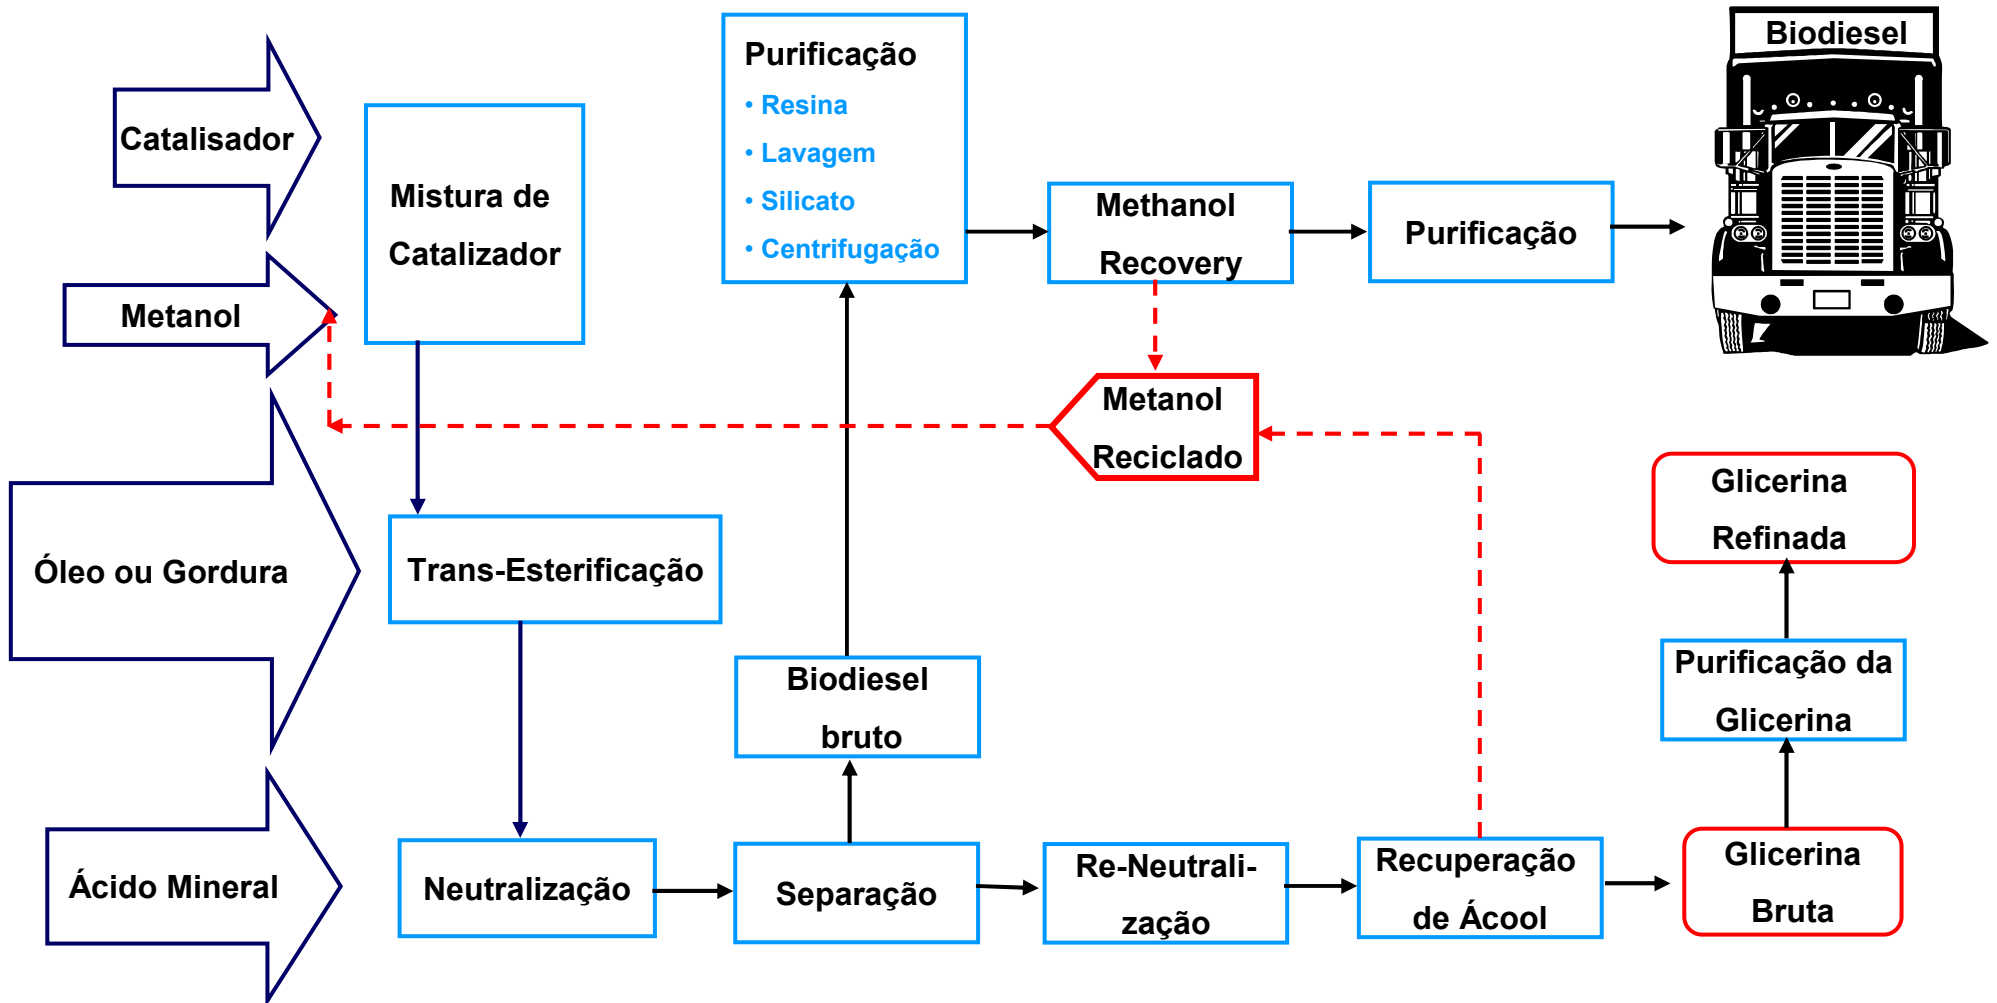 Catalisador
Metanol
Óleo ou Gordura
Ácido Mineral
Mistura de
Catalizador
Trans-Esterificação
Neutralização
Separação
Biodiesel
bruto
Purificação
• Resina
• Lavagem
• Silicato
• Centrifugação
Methanol
Recovery
Purificação
Biodiesel
Metanol
Reciclado
Re-Neutrali-
zação
Recuperação
de Ácool
Glicerina
Bruta
Purificação da
Glicerina
Glicerina
Refinada